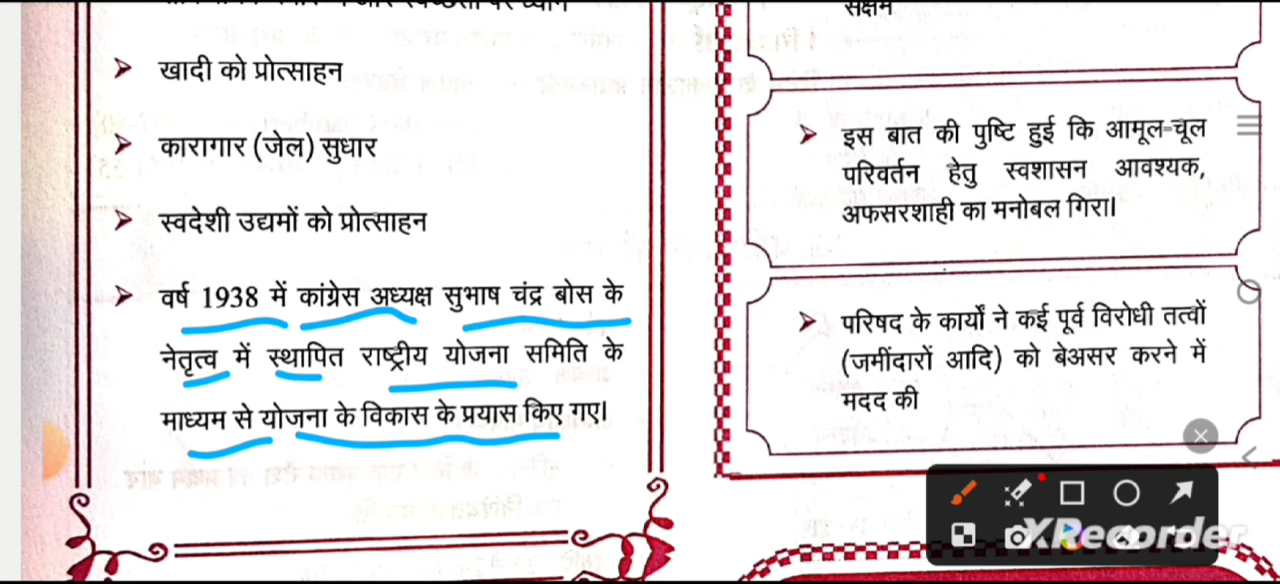 खादी को प्रोत्साहन
कारागार (जेल) सुधार
स्वदेशी उद्यमों को प्रोत्साहन
वर्ष 1938 में कांग्रेस अध्यक्ष सुभाष चंद्र बोस के
नेतृत्व में स्थापित राष्ट्रीय योजना समिति के
माध्यम से योजना के विकास के प्रयास किए गए।
सक्षम
इस बात की पुष्टि हुई कि आमूल-चूल
परिवर्तन हेतु स्वशासन आवश्यक,
अफसरशाही का मनोबल गिरा।
परिषद के कार्यों ने कई पूर्व विरोधी तत्वों
(जमींदारों आदि) को बेअसर करने में
मदद की
XRecorder